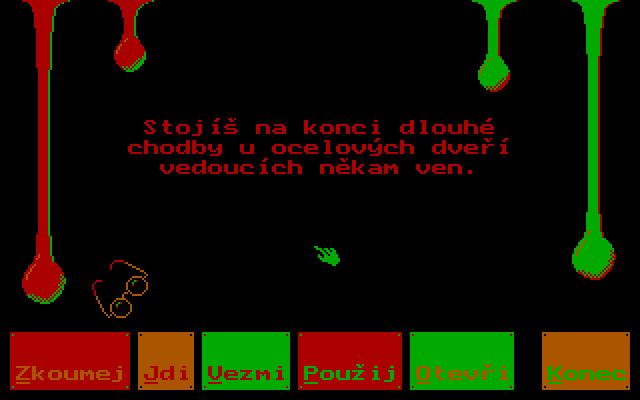 Stojíš na konci dlouhé
chodby u ocelových dveří
vedoucích někam ven.
Zkoumej Jdi Vezmi Použij Otevři Konec